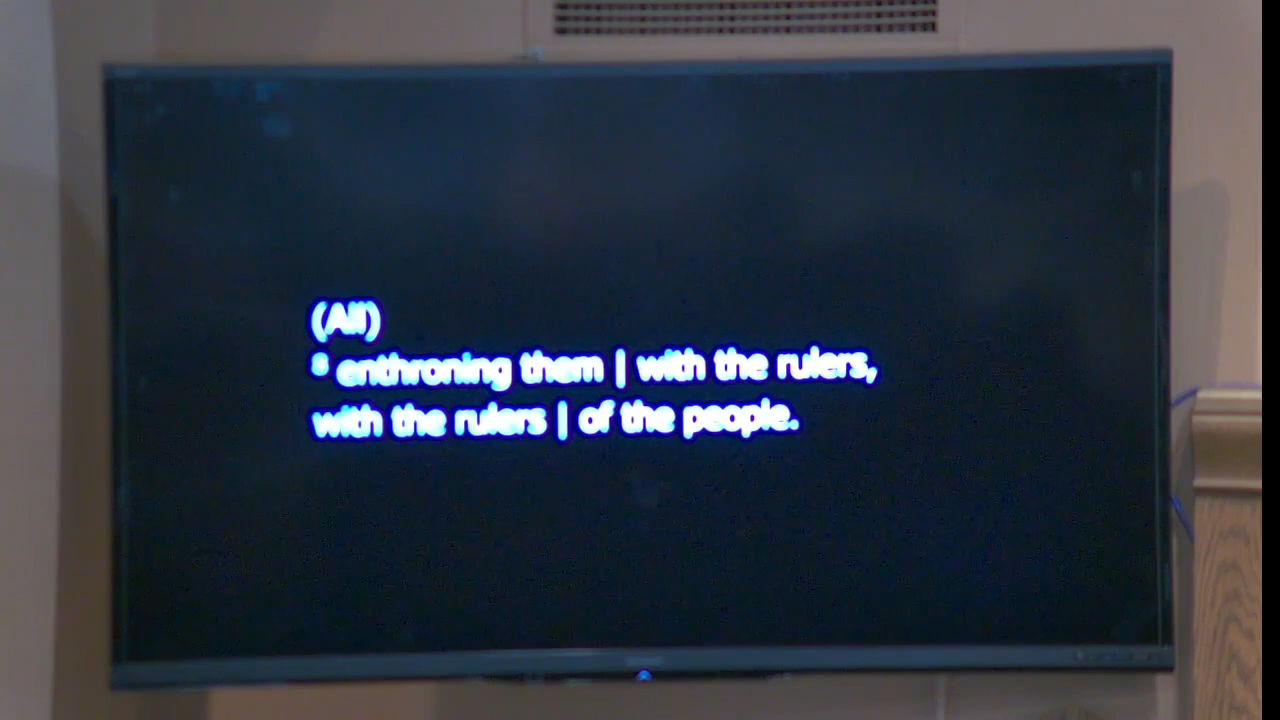 (All)
⁸ enthroning them | with the rulers,
with the rulers | of the people.